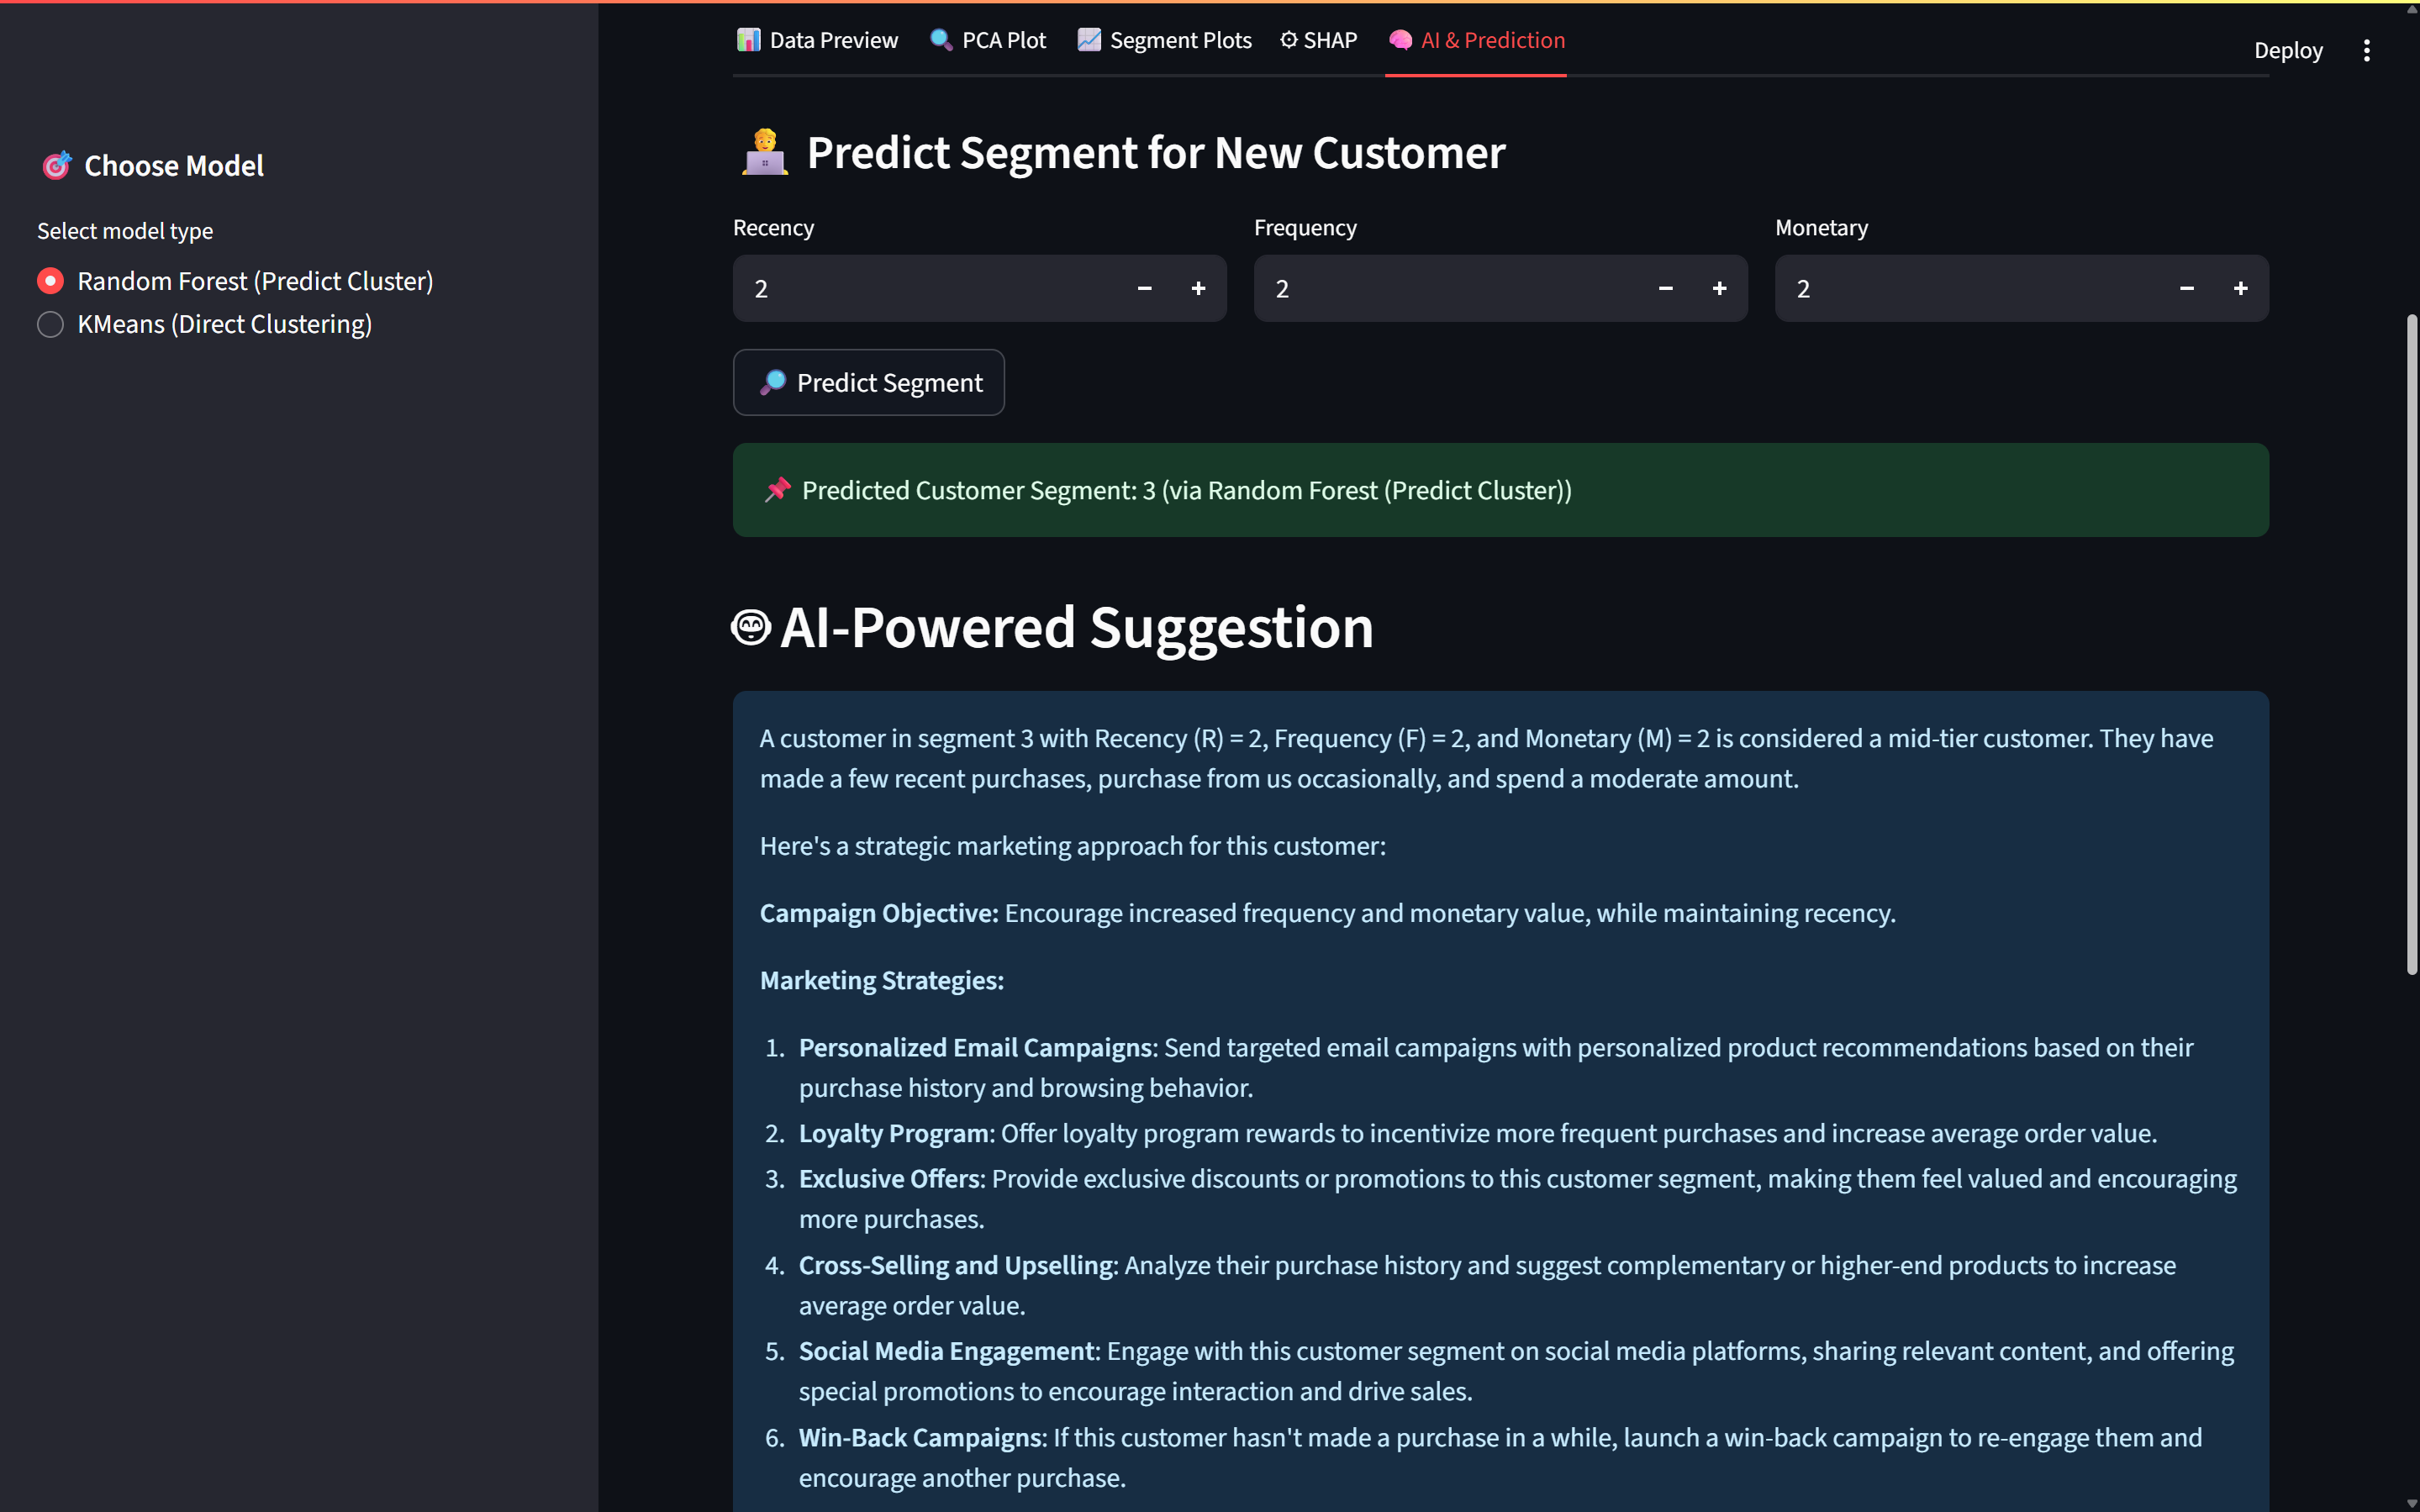 Choose Model
Select model type
Random Forest (Predict Cluster)
KMeans (Direct Clustering)
Data Preview
PCA Plot
Segment Plots
SHAP
AI & Prediction
Deploy
Predict Segment for New Customer
Recency
Frequency
Monetary
2
2
2
Predict Segment
Predicted Customer Segment: 3 (via Random Forest (Predict Cluster))
AI-Powered Suggestion
A customer in segment 3 with Recency (R) = 2, Frequency (F) = 2, and Monetary (M) = 2 is considered a mid-tier customer. They have
made a few recent purchases, purchase from us occasionally, and spend a moderate amount.
Here's a strategic marketing approach for this customer:
Campaign Objective: Encourage increased frequency and monetary value, while maintaining recency.
Marketing Strategies:
1. Personalized Email Campaigns: Send targeted email campaigns with personalized product recommendations based on their
purchase history and browsing behavior.
2. Loyalty Program: Offer loyalty program rewards to incentivize more frequent purchases and increase average order value.
3. Exclusive Offers: Provide exclusive discounts or promotions to this customer segment, making them feel valued and encouraging
more purchases.
4. Cross-Selling and Upselling: Analyze their purchase history and suggest complementary or higher-end products to increase
average order value.
5. Social Media Engagement: Engage with this customer segment on social media platforms, sharing relevant content, and offering
special promotions to encourage interaction and drive sales.
6. Win-Back Campaigns: If this customer hasn't made a purchase in a while, launch a win-back campaign to re-engage them and
encourage another purchase.